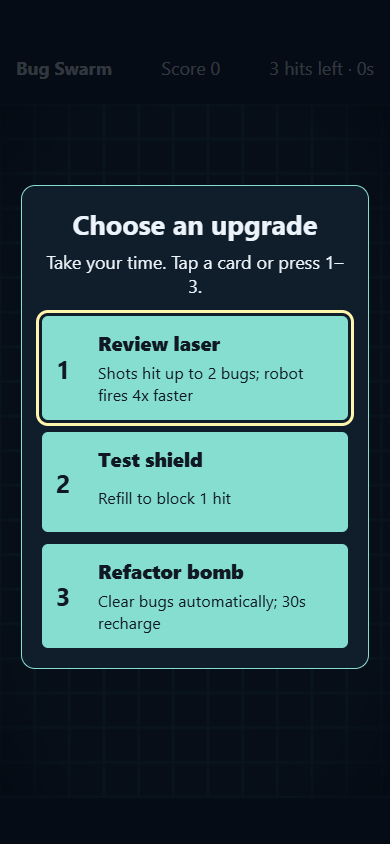 Bug Swarm Score 0 3 hits left · 0s
Choose an upgrade
Take your time. Tap a card or press 1–
3.
1
Review laser
Shots hit up to 2 bugs; robot
fires 4x faster
2
Test shield
Refill to block 1 hit
3
Refactor bomb
Clear bugs automatically; 30s
recharge